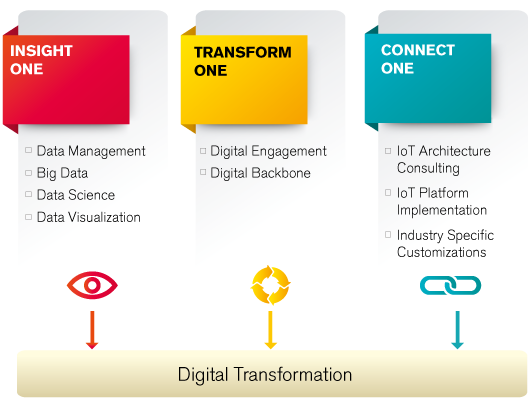 INSIGHT
ONE
Data Management
Big Data
Data Science
Data Visualization
TRANSFORM
ONE
Digital Engagement
Digital Backbone
CONNECT
ONE
IoT Architecture
Consulting
IoT Platform
Implementation
Industry Specific
Customizations
Digital Transformation